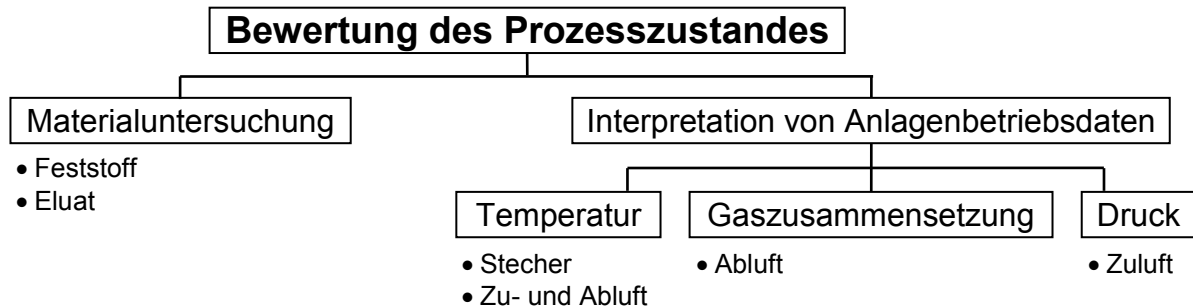 Bewertung des Prozesszustandes
Materialuntersuchung
• Feststoff
• Eluat
Interpretation von Anlagenbetriebsdaten
Temperatur
• Stecher
• Zu- und Abluft
Gaszusammensetzung
• Abluft
Druck
• Zuluft